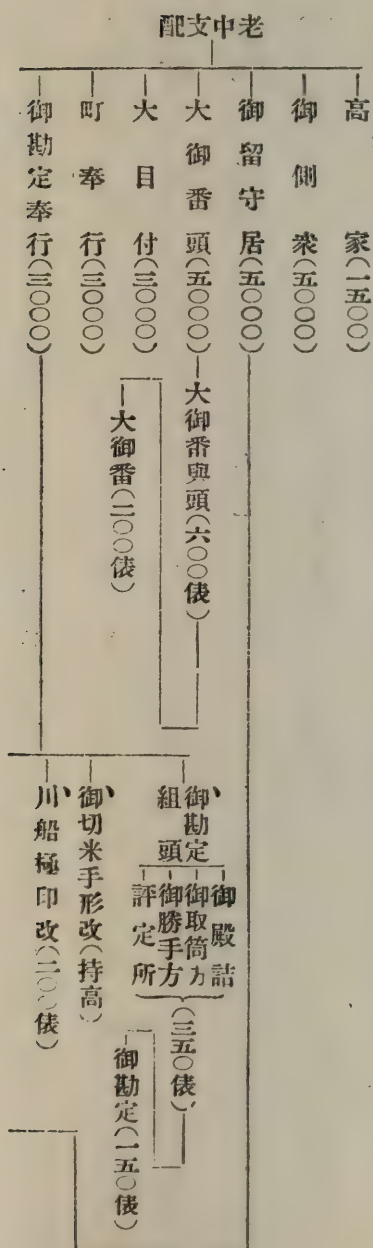 老中支配
高家(一五〇〇)
御側衆(五〇〇〇)
御留守居(五〇〇〇)
大御番頭(五〇〇〇)
大御番與頭(六〇〇俵)
大御番(二〇〇俵)
大目付(三〇〇〇)
町奉行(三〇〇〇)
御勘定奉行(三〇〇〇)
御勘定組頭
御殿詰
御取箇方
御勝手方
評定所
(三五〇俵)
御勘定(一五〇俵)
御切米手形改(持高)
川船極印改(二〇〇俵)